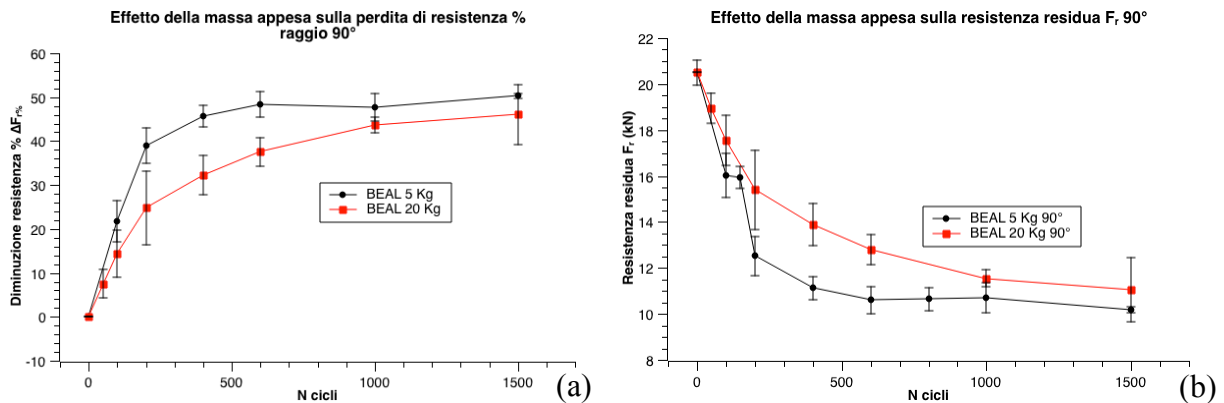 Effetto della massa appesa sulla perdita di resistenza %
raggio 90°
60
50
40
30
20
10
0
-10
Diminuzione resistenza % ΔFr%
BEAL 5 Kg
BEAL 20 Kg
0
500
1000
1500
N cicli
(a)
Effetto della massa appesa sulla resistenza residua Fr 90°
22
20
18
16
14
12
10
8
Resistenza residua Fr (kN)
BEAL 5 Kg 90°
BEAL 20 Kg 90°
0
500
1000
1500
N cicli
(b)